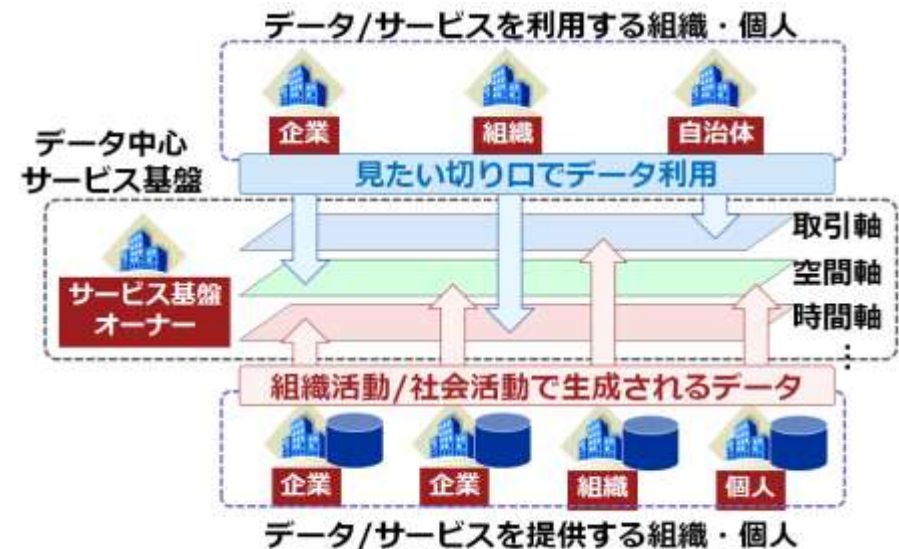 データ/サービスを利用する組織・個人
企業
組織
自治体
データ中心
サービス基盤
見たい切り口でデータ利用
取引軸
空間軸
時間軸
⋮
サービス基盤
オーナー
組織活動/社会活動で生成されるデータ
企業
企業
組織
個人
データ/サービスを提供する組織・個人